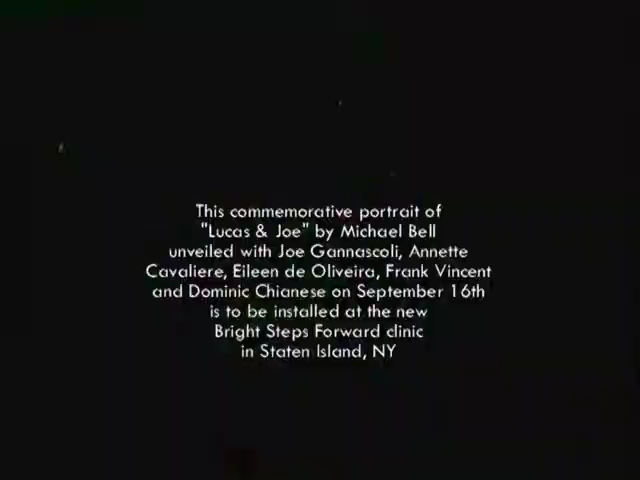 This commemorative portrait of
"Lucas & Joe" by Michael Bell
unveiled with Joe Gannascoli, Annette
Cavaliere, Eileen de Oliveira, Frank Vincent
and Dominic Chianese on September 16th
is to be installed at the new
Bright Steps Forward clinic
in Staten Island, NY